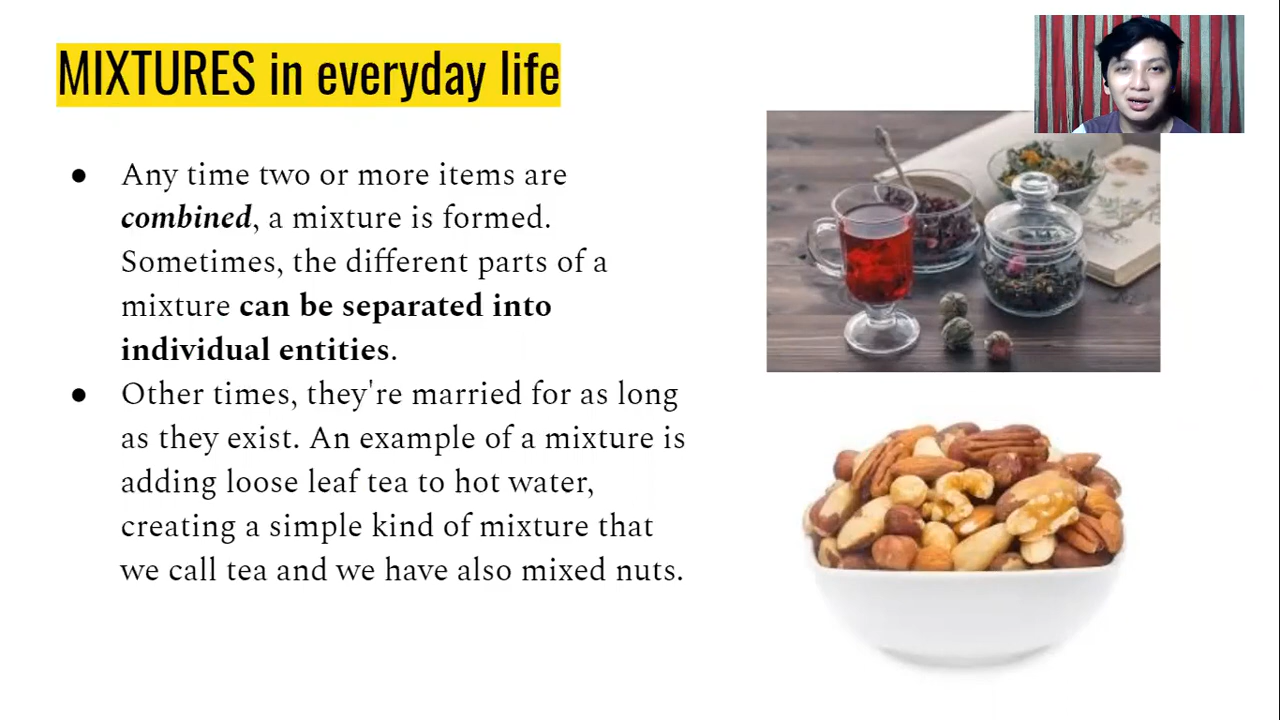 MIXTURES in everyday life
● Any time two or more items are
combined, a mixture is formed.
Sometimes, the different parts of a
mixture can be separated into
individual entities.
● Other times, they're married for as long
as they exist. An example of a mixture is
adding loose leaf tea to hot water,
creating a simple kind of mixture that
we call tea and we have also mixed nuts.